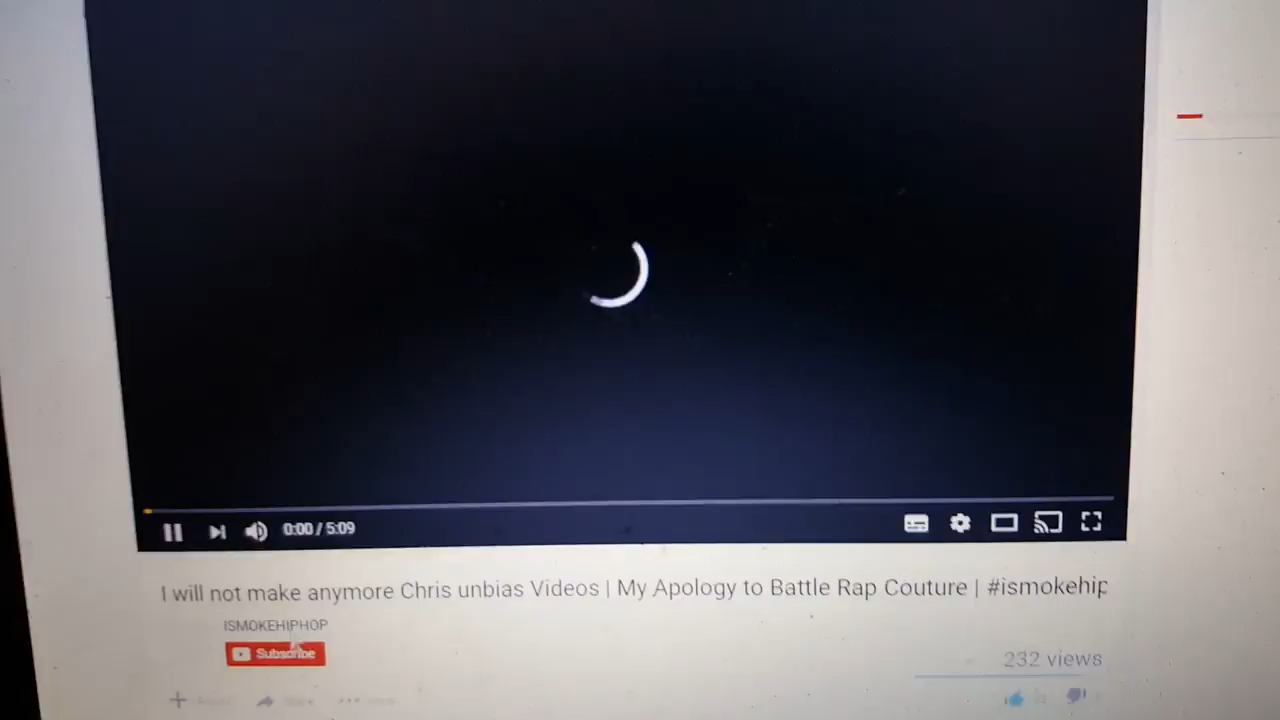 0:00 / 5:09
I will not make anymore Chris unbias Videos | My Apology to Battle Rap Couture | #ismokehip
ISMOKEHIPHOP
Subscribe
232 views